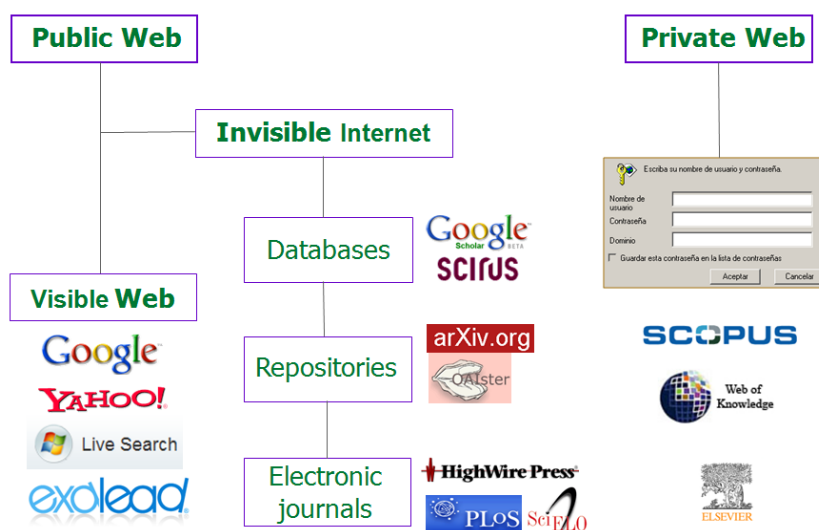 Public Web
Private Web
Invisible Internet
Escriba su nombre de usuario y contraseña.
Nombre de
usuario
Contraseña
Dominio
Guardar esta contraseña en la lista de contraseñas
Aceptar
Cancelar
Databases
Google
Scholar BETA
SCIRUS
Visible Web
Google
YAHOO!
Live Search
exalead
Repositories
arXiv.org
OAIster
SCOPUS
Web of
Knowledge
Electronic
journals
HighWire Press
PLoS
SciELO
ELSEVIER